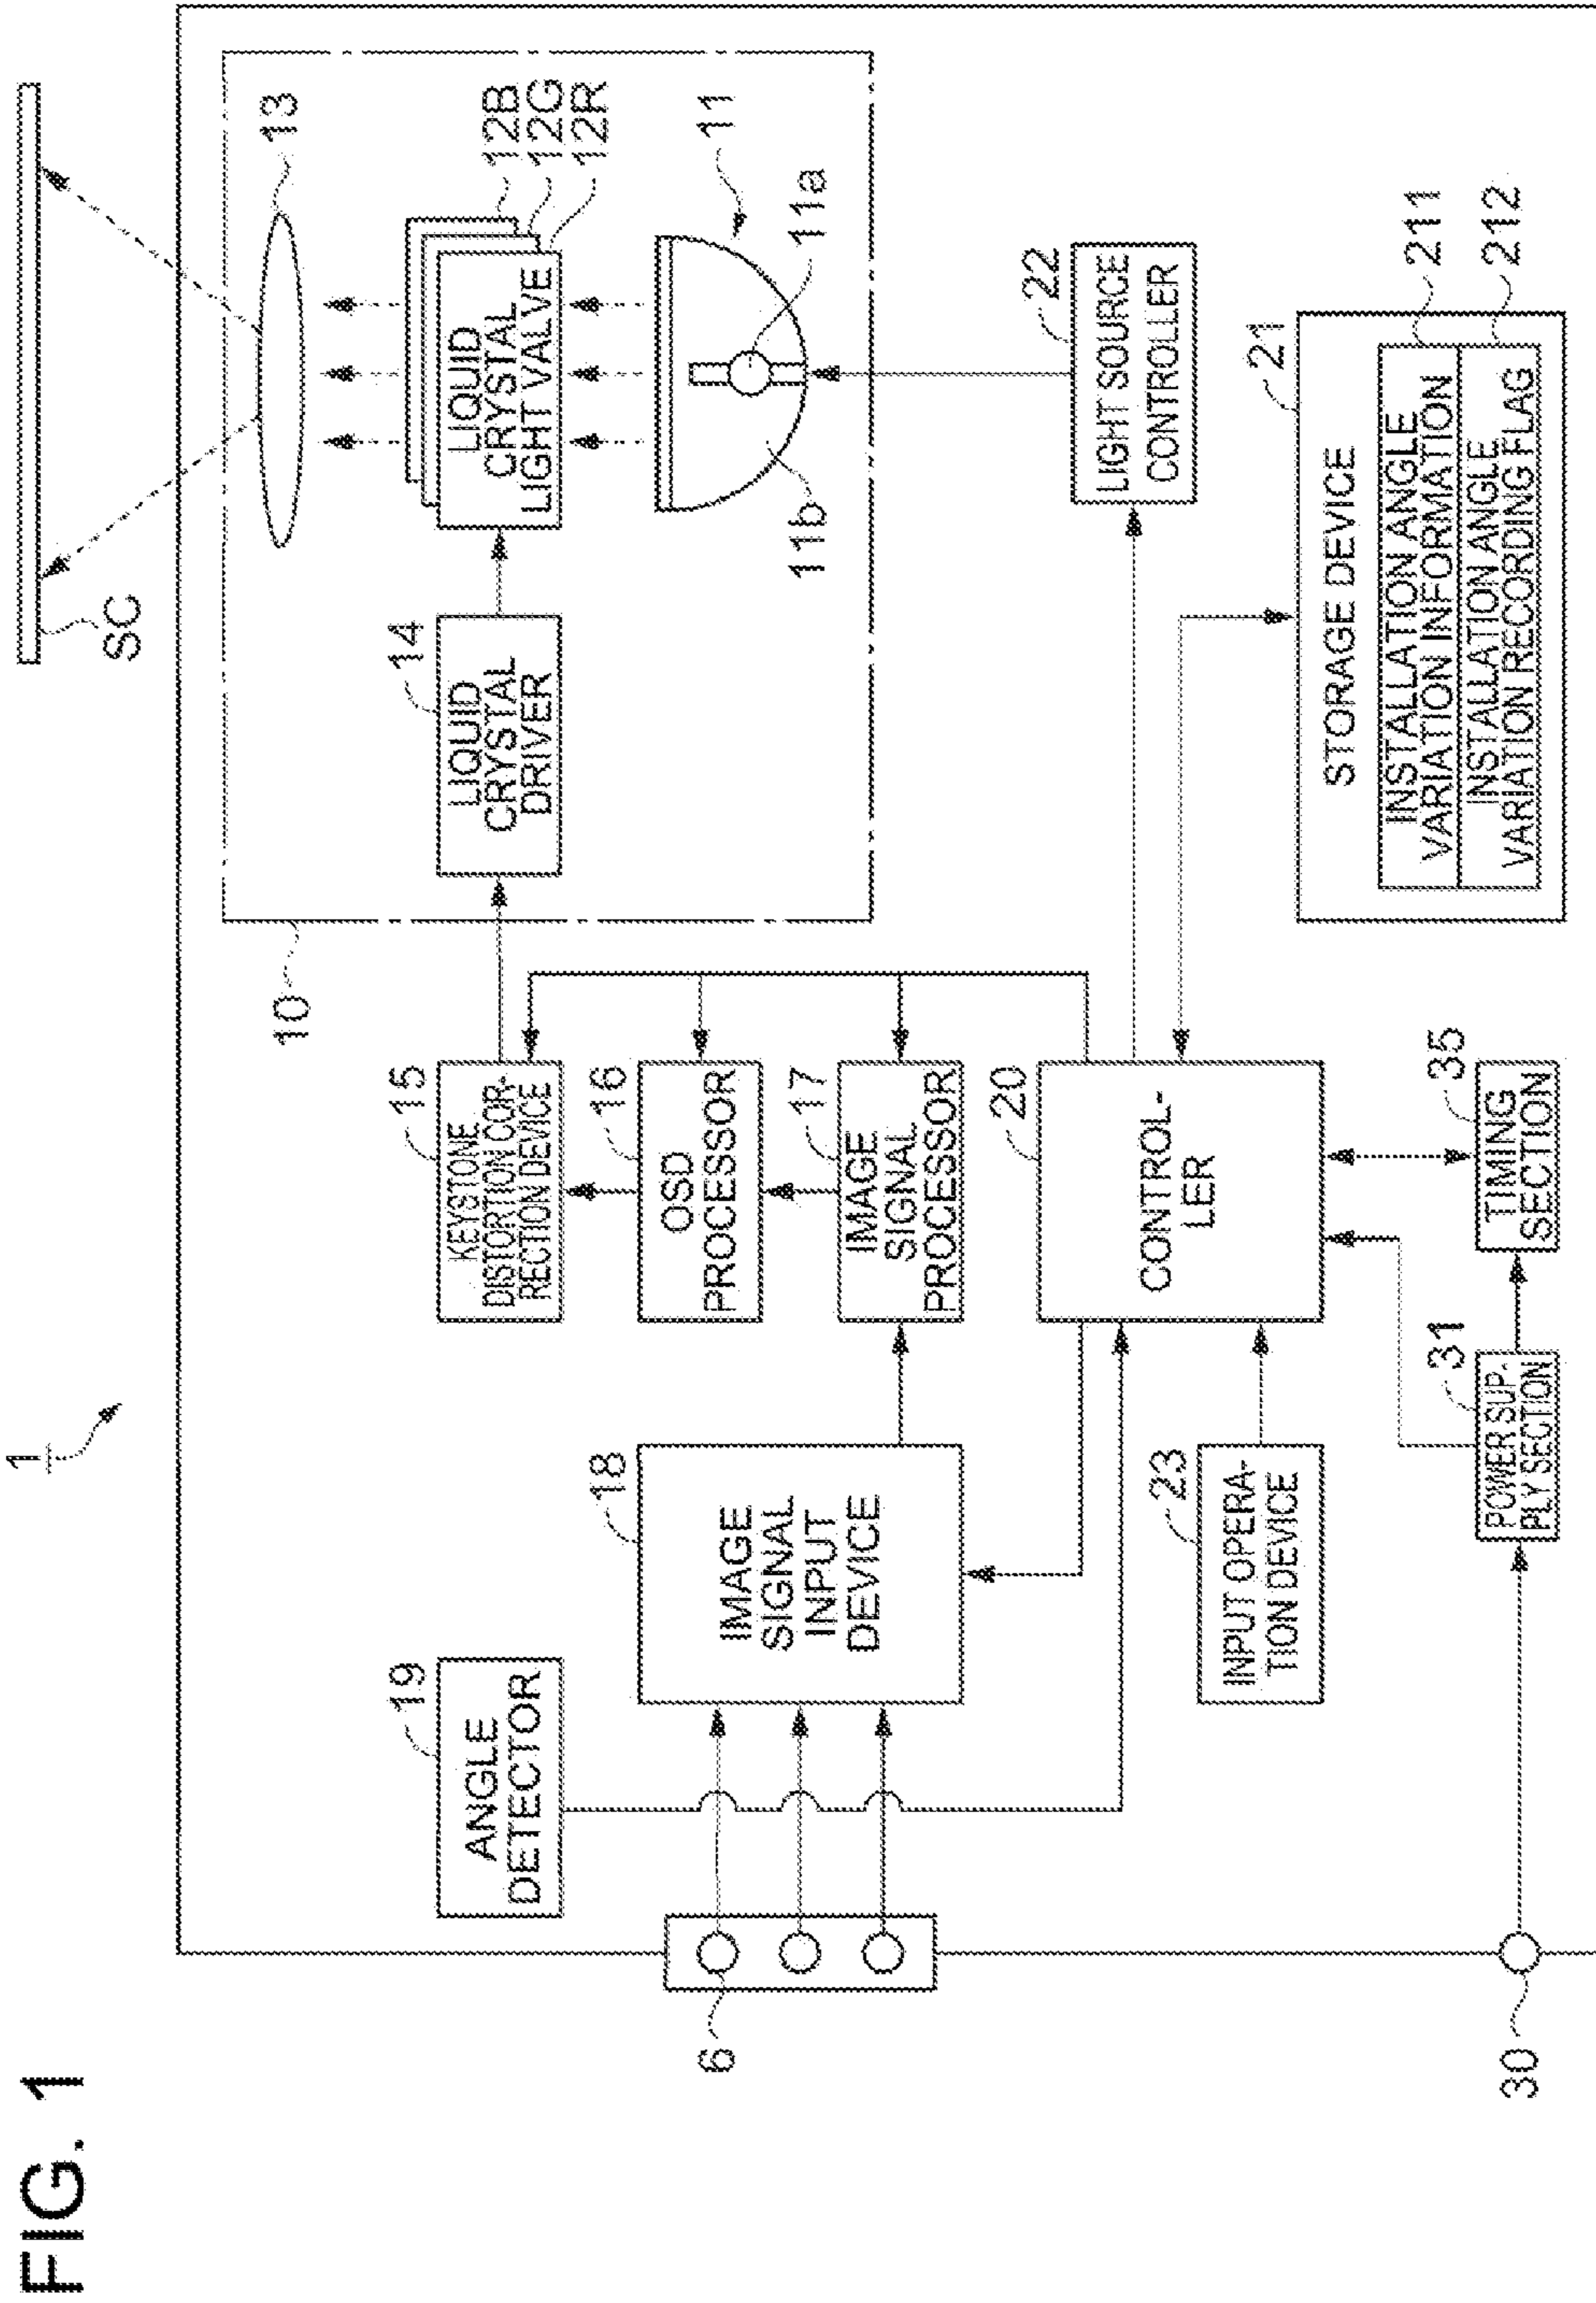 FIG. 1
1
SC
13
12B
12G
12R
LIQUID
CRYSTAL
LIGHT VALVE
11
11a
11b
14
LIQUID
CRYSTAL
DRIVER
10
15
KEYSTONE
DISTORTION COR-
RECTION DEVICE
16
OSD
PROCESSOR
17
IMAGE
SIGNAL
PROCESSOR
18
IMAGE
SIGNAL
INPUT
DEVICE
19
ANGLE
DETECTOR
6
20
CONTROL-
LER
22
LIGHT SOURCE
CONTROLLER
21
STORAGE DEVICE
INSTALLATION ANGLE
VARIATION INFORMATION
211
INSTALLATION ANGLE
VARIATION RECORDING FLAG
212
23
INPUT OPERA-
TION DEVICE
31
POWER SUP-
PLY SECTION
35
TIMING
SECTION
30